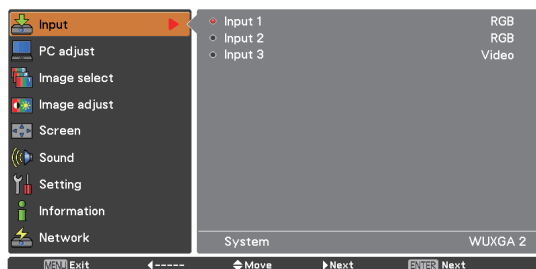 Input
PC adjust
Image select
Image adjust
Screen
Sound
Setting
Information
Network
Input 1 RGB
Input 2 RGB
Input 3 Video
System WUXGA 2
MENU Exit ◀----- Move ▶Next ENTER Next